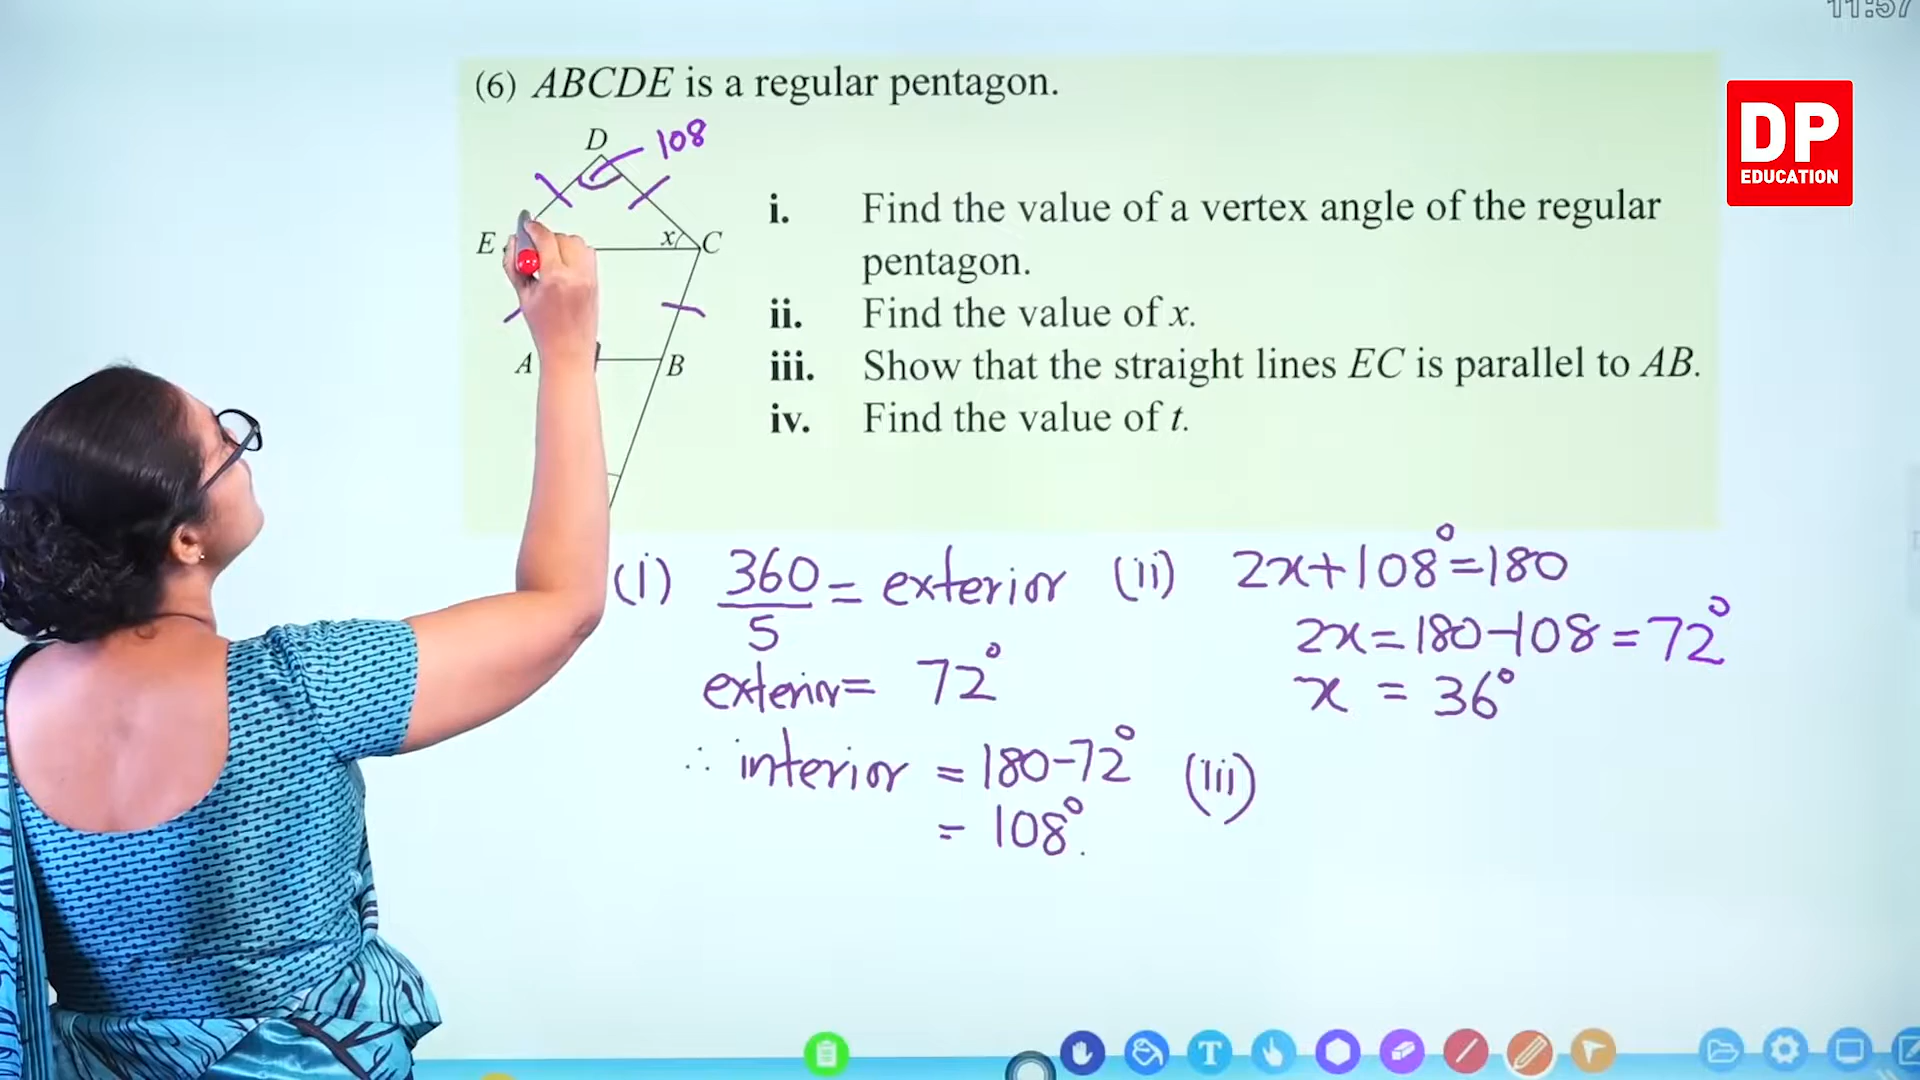 11:57
(6) ABCDE is a regular pentagon.
DP
EDUCATION
D
108
i. Find the value of a vertex angle of the regular
pentagon.
E
x
C
ii. Find the value of x.
A
B
iii. Show that the straight lines EC is parallel to AB.
iv. Find the value of t.
(i) 360/5 = exterior
exterior = 72°
∴ interior = 180-72°
= 108°.
(ii) 2x+108°=180
2x=180-108=72°
x = 36°
(iii)
T